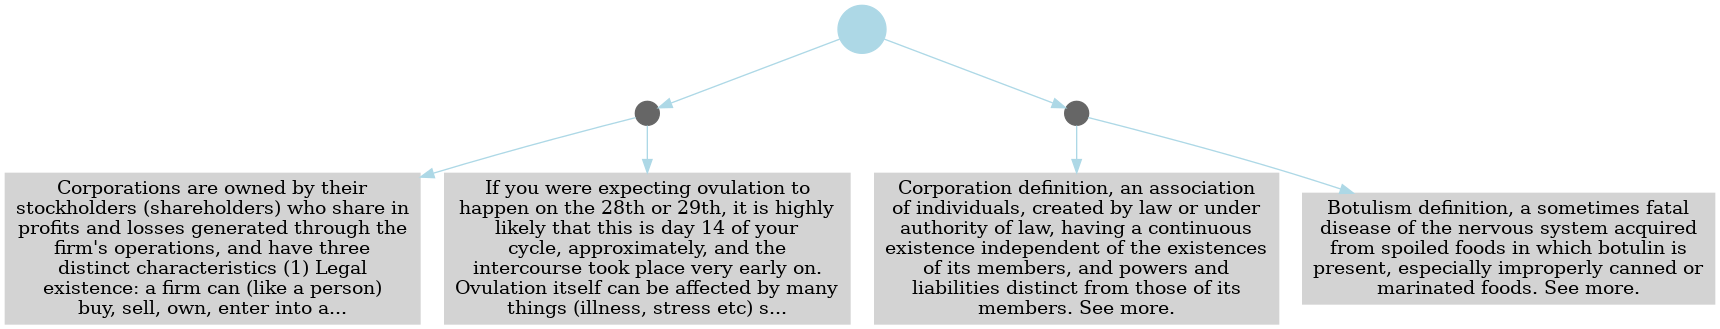 Corporations are owned by their
stockholders (shareholders) who share in
profits and losses generated through the
firm's operations, and have three
distinct characteristics (1) Legal
existence: a firm can (like a person)
buy, sell, own, enter into a...
If you were expecting ovulation to
happen on the 28th or 29th, it is highly
likely that this is day 14 of your
cycle, approximately, and the
intercourse took place very early on.
Ovulation itself can be affected by many
things (illness, stress etc) s...
Corporation definition, an association
of individuals, created by law or under
authority of law, having a continuous
existence independent of the existences
of its members, and powers and
liabilities distinct from those of its
members. See more.
Botulism definition, a sometimes fatal
disease of the nervous system acquired
from spoiled foods in which botulin is
present, especially improperly canned or
marinated foods. See more.